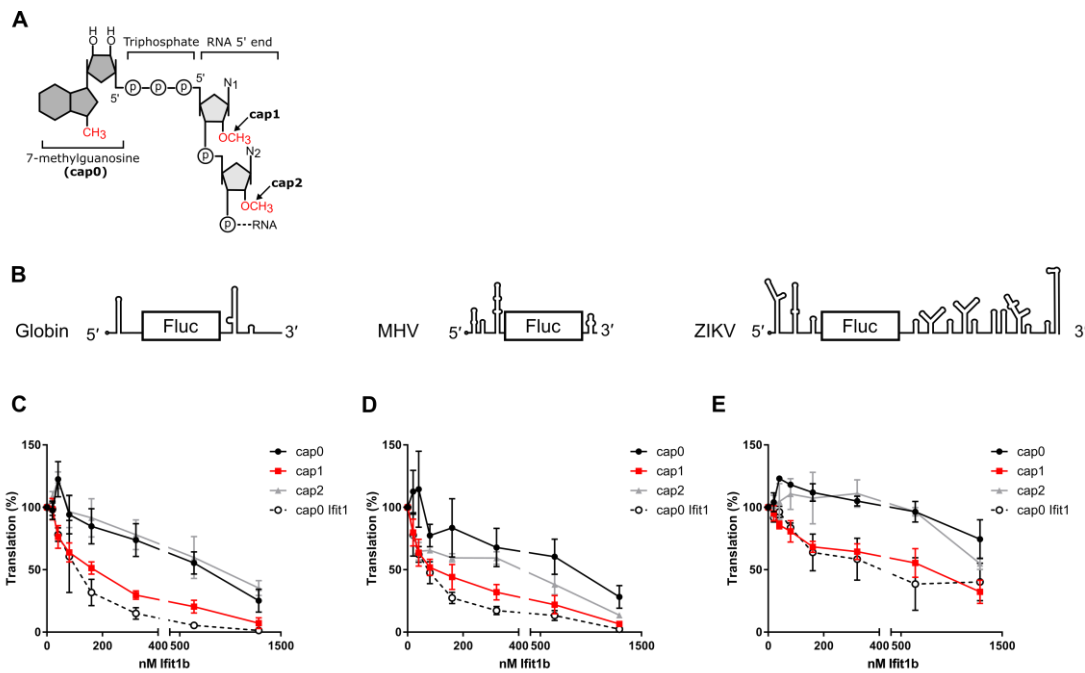 A
H H
O O
Triphosphate RNA 5' end
5' P P P 5' N1
CH3
cap1
OCH3
7-methylguanosine
(cap0)
P N2
cap2
OCH3
P RNA
B
Globin 5′ Fluc 3′
MHV 5′ Fluc 3′
ZIKV 5′ Fluc 3′
C
Translation (%)
150
100
50
0
0 200 400 500 1500
nM Ifit1b
cap0
cap1
cap2
cap0 Ifit1
D
Translation (%)
150
100
50
0
0 200 400 500 1500
nM Ifit1b
cap0
cap1
cap2
cap0 Ifit1
E
Translation (%)
150
100
50
0
0 200 400 500 1500
nM Ifit1b
cap0
cap1
cap2
cap0 Ifit1